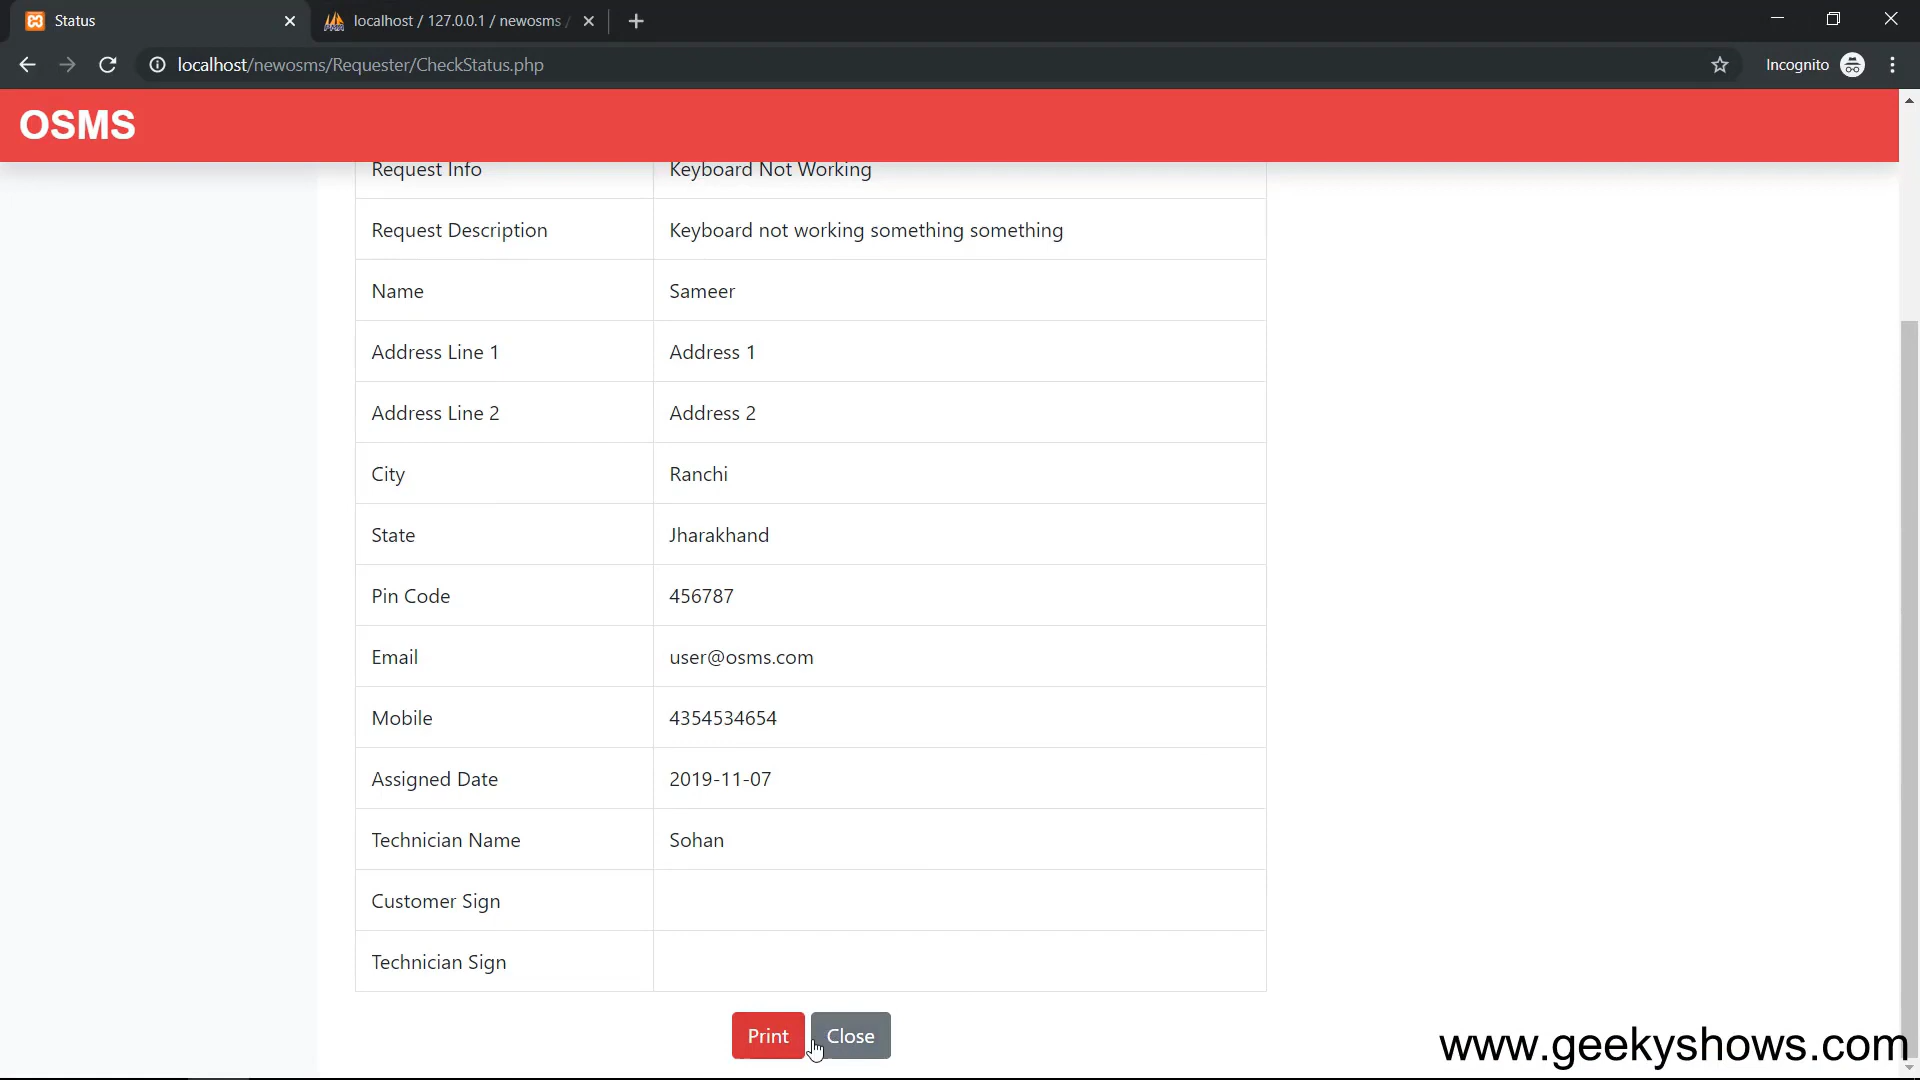 Status
localhost / 127.0.0.1 / newosms /
localhost/newosms/Requester/CheckStatus.php
Incognito
OSMS
Request Info Keyboard Not Working
Request Description Keyboard not working something something
Name Sameer
Address Line 1 Address 1
Address Line 2 Address 2
City Ranchi
State Jharakhand
Pin Code 456787
Email user@osms.com
Mobile 4354534654
Assigned Date 2019-11-07
Technician Name Sohan
Customer Sign
Technician Sign
Print Close
www.geekyshows.com